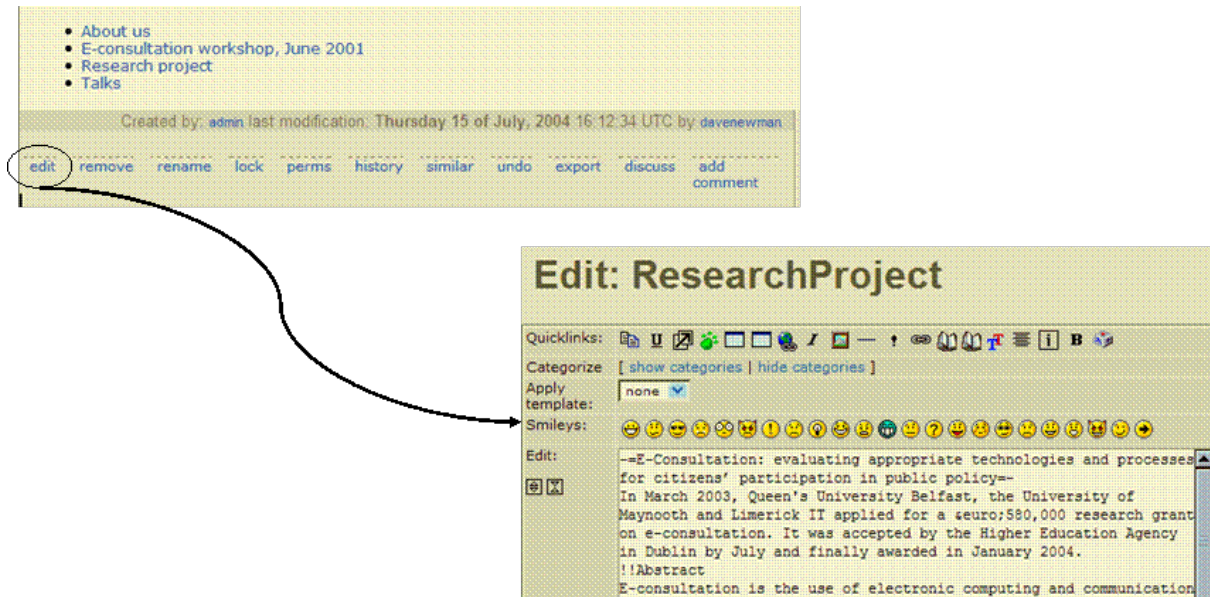 About us
E-consultation workshop, June 2001
Research project
Talks
Created by: admin last modification: Thursday 15 of July, 2004 16:12:34 UTC by davenewman
edit remove rename lock perms history similar undo export discuss add
comment
Edit: ResearchProject
Quicklinks:
Categorize [ show categories | hide categories ]
Apply
template:
none
Smileys:
Edit:
-=E-Consultation: evaluating appropriate technologies and processes
for citizens' participation in public policy=-
In March 2003, Queen's University Belfast, the University of
Maynooth and Limerick IT applied for a &euro;580,000 research grant
on e-consultation. It was accepted by the Higher Education Agency
in Dublin by July and finally awarded in January 2004.
!!Abstract
E-consultation is the use of electronic computing and communication